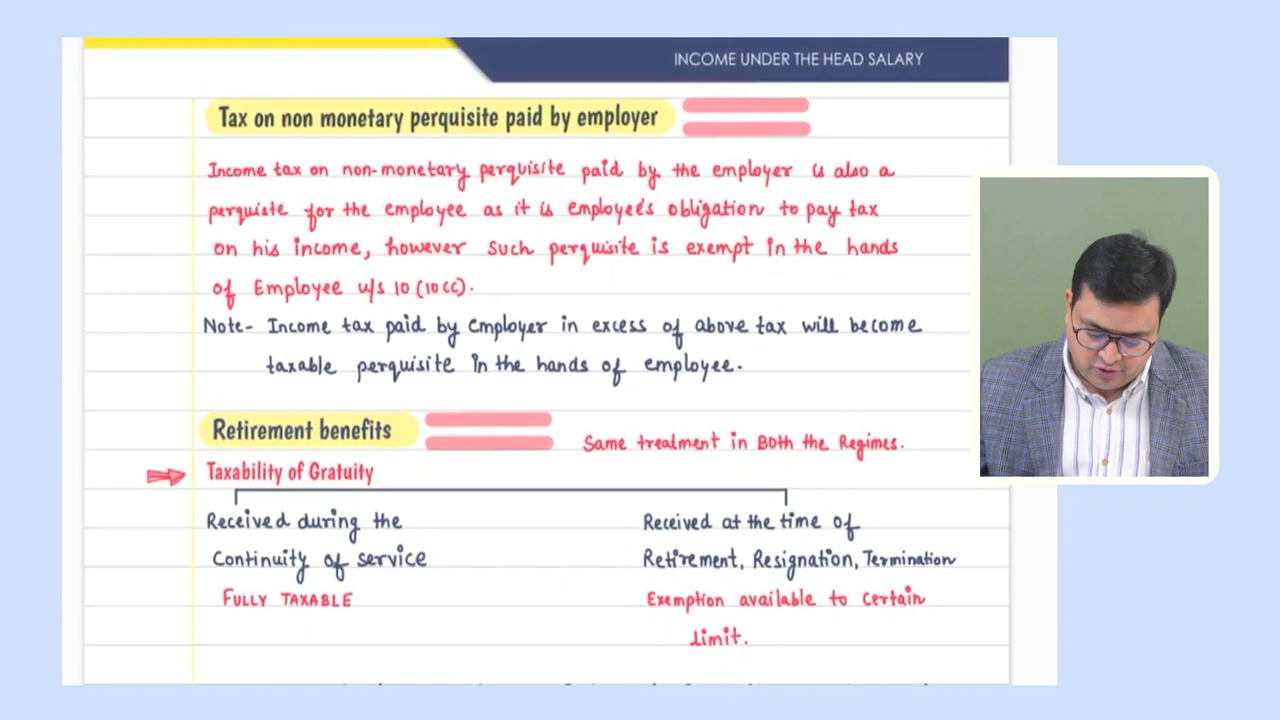 INCOME UNDER THE HEAD SALARY
Tax on non monetary perquisite paid by employer
Income tax on non-monetary perquisite paid by the employer is also a
perquiste for the employee as it is employee's obligation to pay tax
on his income, however such perquisite is exempt in the hands
of Employee u/s 10 (10CC).
Note- Income tax paid by employer in excess of above tax will become
taxable perquisite in the hands of employee.
Retirement benefits
Same treatment in BOTH the Regimes.
Taxability of Gratuity
Received during the
Continuity of service
FULLY TAXABLE
Received at the time of
Retirement, Resignation, Termination
Exemption available to certain
limit.